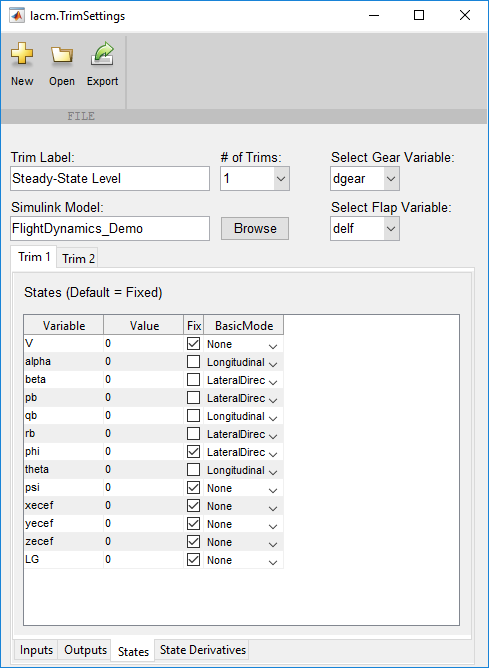 lacm.TrimSettings
New Open Export
FILE
Trim Label: # of Trims: Select Gear Variable:
Steady-State Level 1 dgear
Simulink Model: Select Flap Variable:
FlightDynamics_Demo Browse delf
Trim 1 Trim 2
States (Default = Fixed)
Variable Value Fix BasicMode
V 0 None
alpha 0 Longitudinal
beta 0 LateralDirec
pb 0 LateralDirec
qb 0 Longitudinal
rb 0 LateralDirec
phi 0 LateralDirec
theta 0 Longitudinal
psi 0 None
xecef 0 None
yecef 0 None
zecef 0 None
LG 0 None
Inputs Outputs States State Derivatives